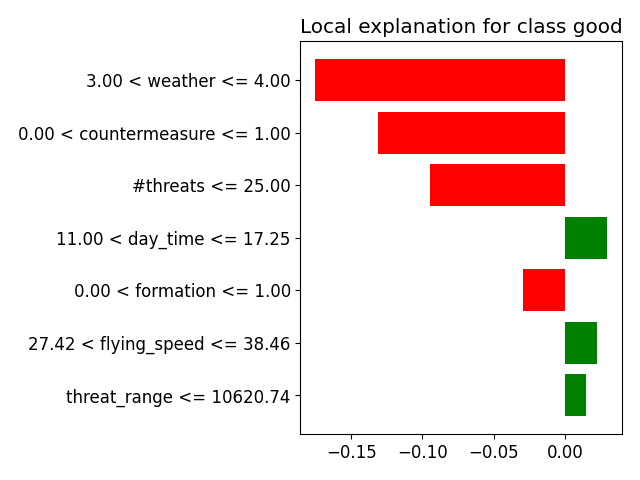 Local explanation for class good
3.00 < weather <= 4.00
0.00 < countermeasure <= 1.00
#threats <= 25.00
11.00 < day_time <= 17.25
0.00 < formation <= 1.00
27.42 < flying_speed <= 38.46
threat_range <= 10620.74
−0.15 −0.10 −0.05 0.00